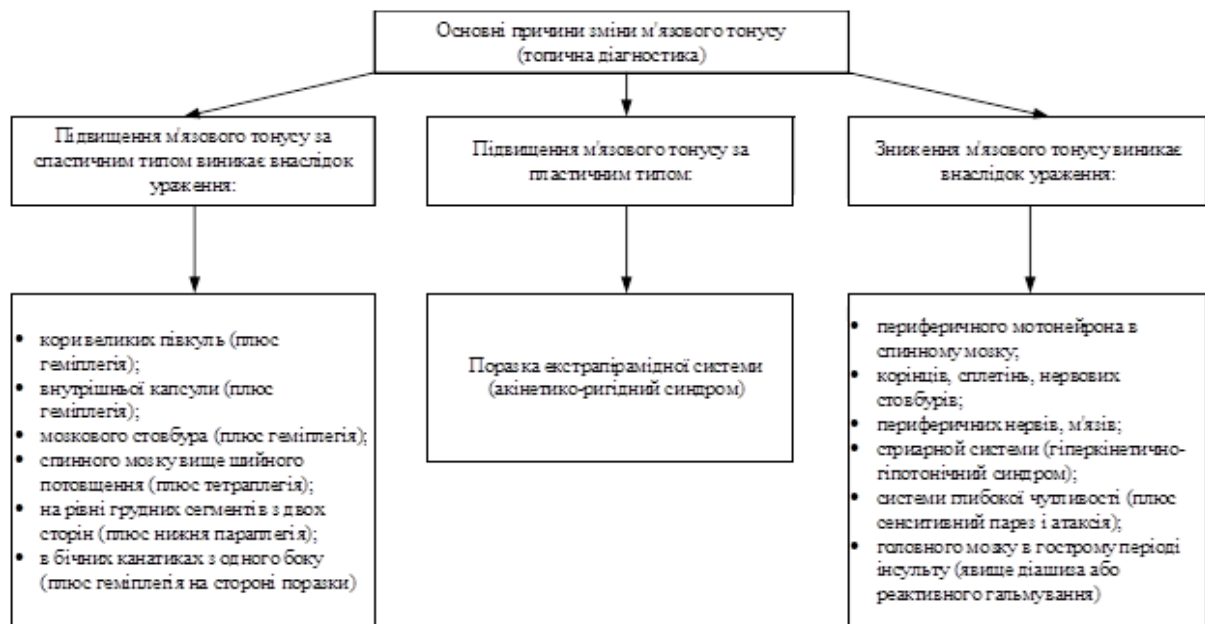 Основні причини зміни м'язового тонусу
(топична діагностика)
Підвищення м'язового тонусу за
спастичним типом виникає внаслідок
ураження:
Підвищення м'язового тонусу за
пластичним типом:
Зниження м'язового тонусу виникає
внаслідок ураження:
• кори великих півкуль (плюс
геміплегія);
• внутрішньої капсули (плюс
геміплегія);
• мозкового стовбура (плюс геміплегія);
• спинного мозку вище шийного
потовщення (плюс тетраплегія);
• на рівні грудних сегментів з двох
сторін (плюс нижня параплегія);
• в бічних канатиках з одного боку
(плюс геміплегія на стороні поразки)
Поразка екстрапірамідної системи
(акінетико-ригідний синдром)
• периферичного мотонейрона в
спинному мозку;
• корінців, сплетінь, нервових
стовбурів;
• периферичних нервів, м'язів;
• стриарної системи (гіперкінетично-
гіпотонічний синдром);
• системи глибокої чутливості (плюс
сенситивний парез і атаксія);
• головного мозку в гострому періоді
інсульту (явище діашиза або
реактивного гальмування)